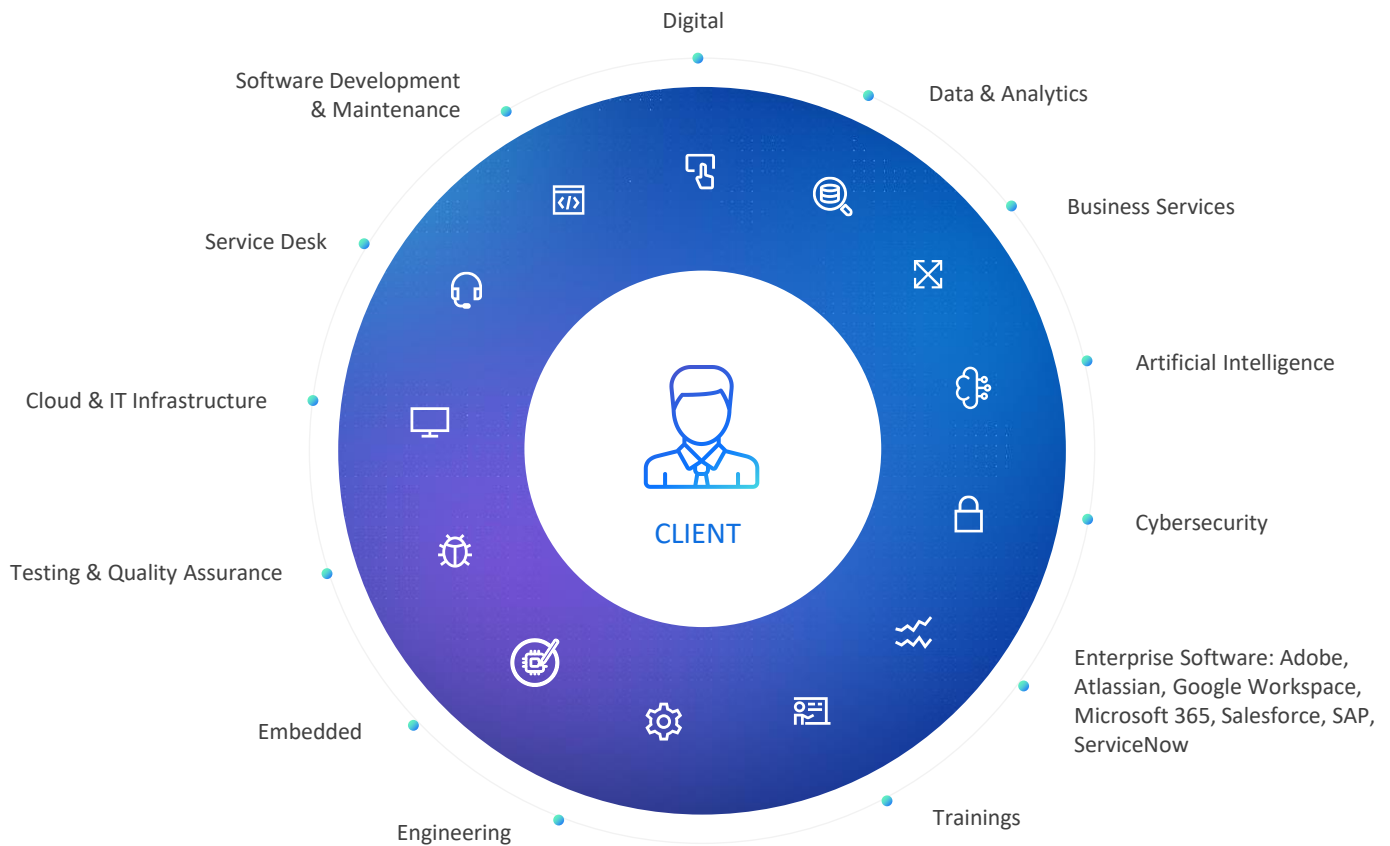 Digital
Software Development
& Maintenance
Data & Analytics
Business Services
Service Desk
Artificial Intelligence
Cloud & IT Infrastructure
Cybersecurity
CLIENT
Testing & Quality Assurance
Enterprise Software: Adobe,
Atlassian, Google Workspace,
Microsoft 365, Salesforce, SAP,
ServiceNow
Embedded
Trainings
Engineering